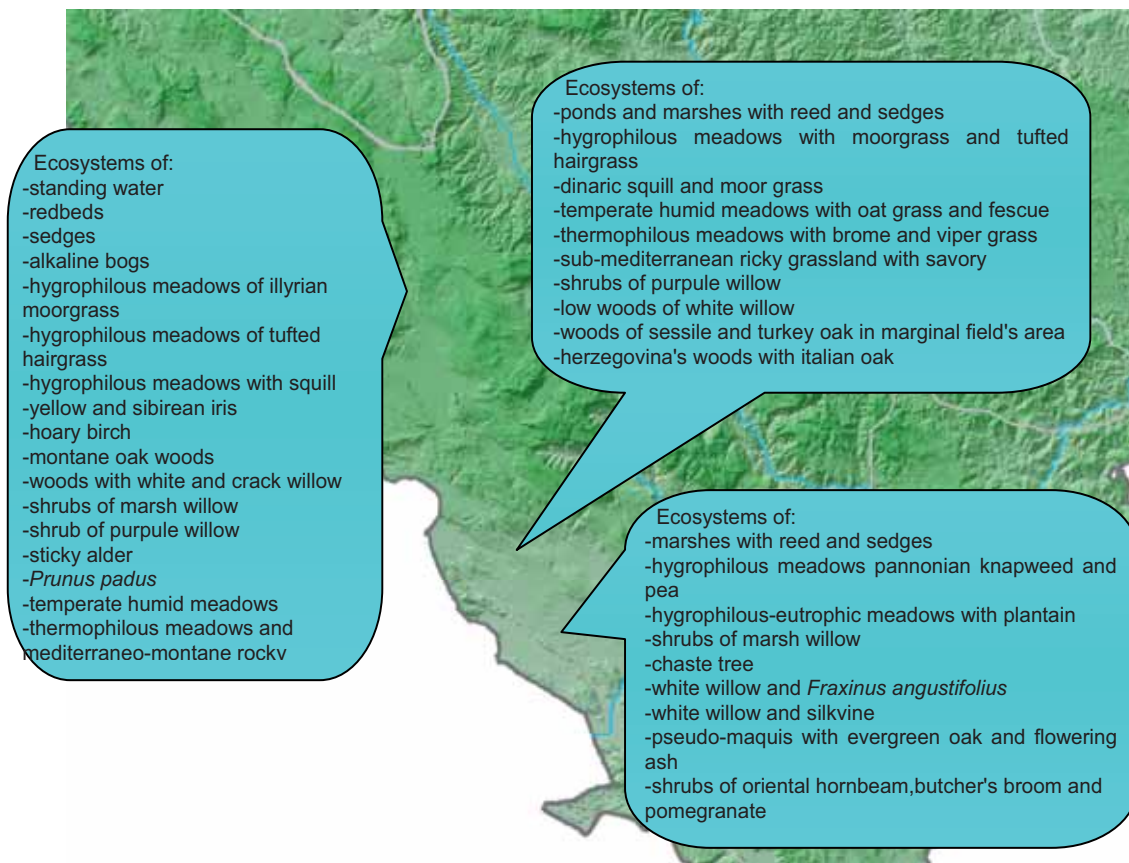 Ecosystems of:
-standing water
-redbeds
-sedges
-alkaline bogs
-hygrophilous meadows of illyrian
moorgrass
-hygrophilous meadows of tufted
hairgrass
-hygrophilous meadows with squill
-yellow and sibirean iris
-hoary birch
-montane oak woods
-woods with white and crack willow
-shrubs of marsh willow
-shrub of purpule willow
-sticky alder
-Prunus padus
-temperate humid meadows
-thermophilous meadows and
mediterraneo-montane rocky
Ecosystems of:
-ponds and marshes with reed and sedges
-hygrophilous meadows with moorgrass and tufted
hairgrass
-dinaric squill and moor grass
-temperate humid meadows with oat grass and fescue
-thermophilous meadows with brome and viper grass
-sub-mediterranean ricky grassland with savory
-shrubs of purpule willow
-low woods of white willow
-woods of sessile and turkey oak in marginal field's area
-herzegovina's woods with italian oak
Ecosystems of:
-marshes with reed and sedges
-hygrophilous meadows pannonian knapweed and
pea
-hygrophilous-eutrophic meadows with plantain
-shrubs of marsh willow
-chaste tree
-white willow and Fraxinus angustifolius
-white willow and silkvine
-pseudo-maquis with evergreen oak and flowering
ash
-shrubs of oriental hornbeam,butcher's broom and
pomegranate